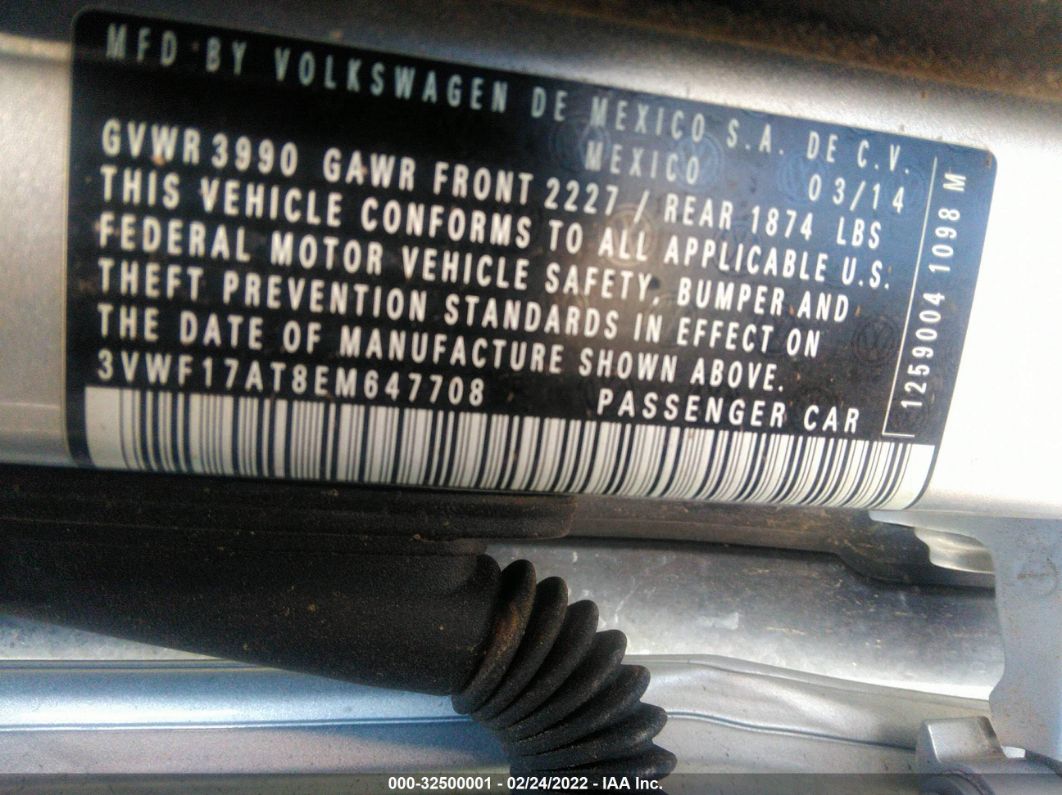 MFD BY VOLKSWAGEN DE MEXICO S.A. DE C.V.
MEXICO 03/14
GVWR 3990 GAWR FRONT 2227 / REAR 1874 LBS
THIS VEHICLE CONFORMS TO ALL APPLICABLE U.S.
FEDERAL MOTOR VEHICLE SAFETY, BUMPER AND
THEFT PREVENTION STANDARDS IN EFFECT ON
THE DATE OF MANUFACTURE SHOWN ABOVE.
3VWF17AT8EM647708 PASSENGER CAR
1259004 1098 M
000-32500001 - 02/24/2022 - IAA Inc.